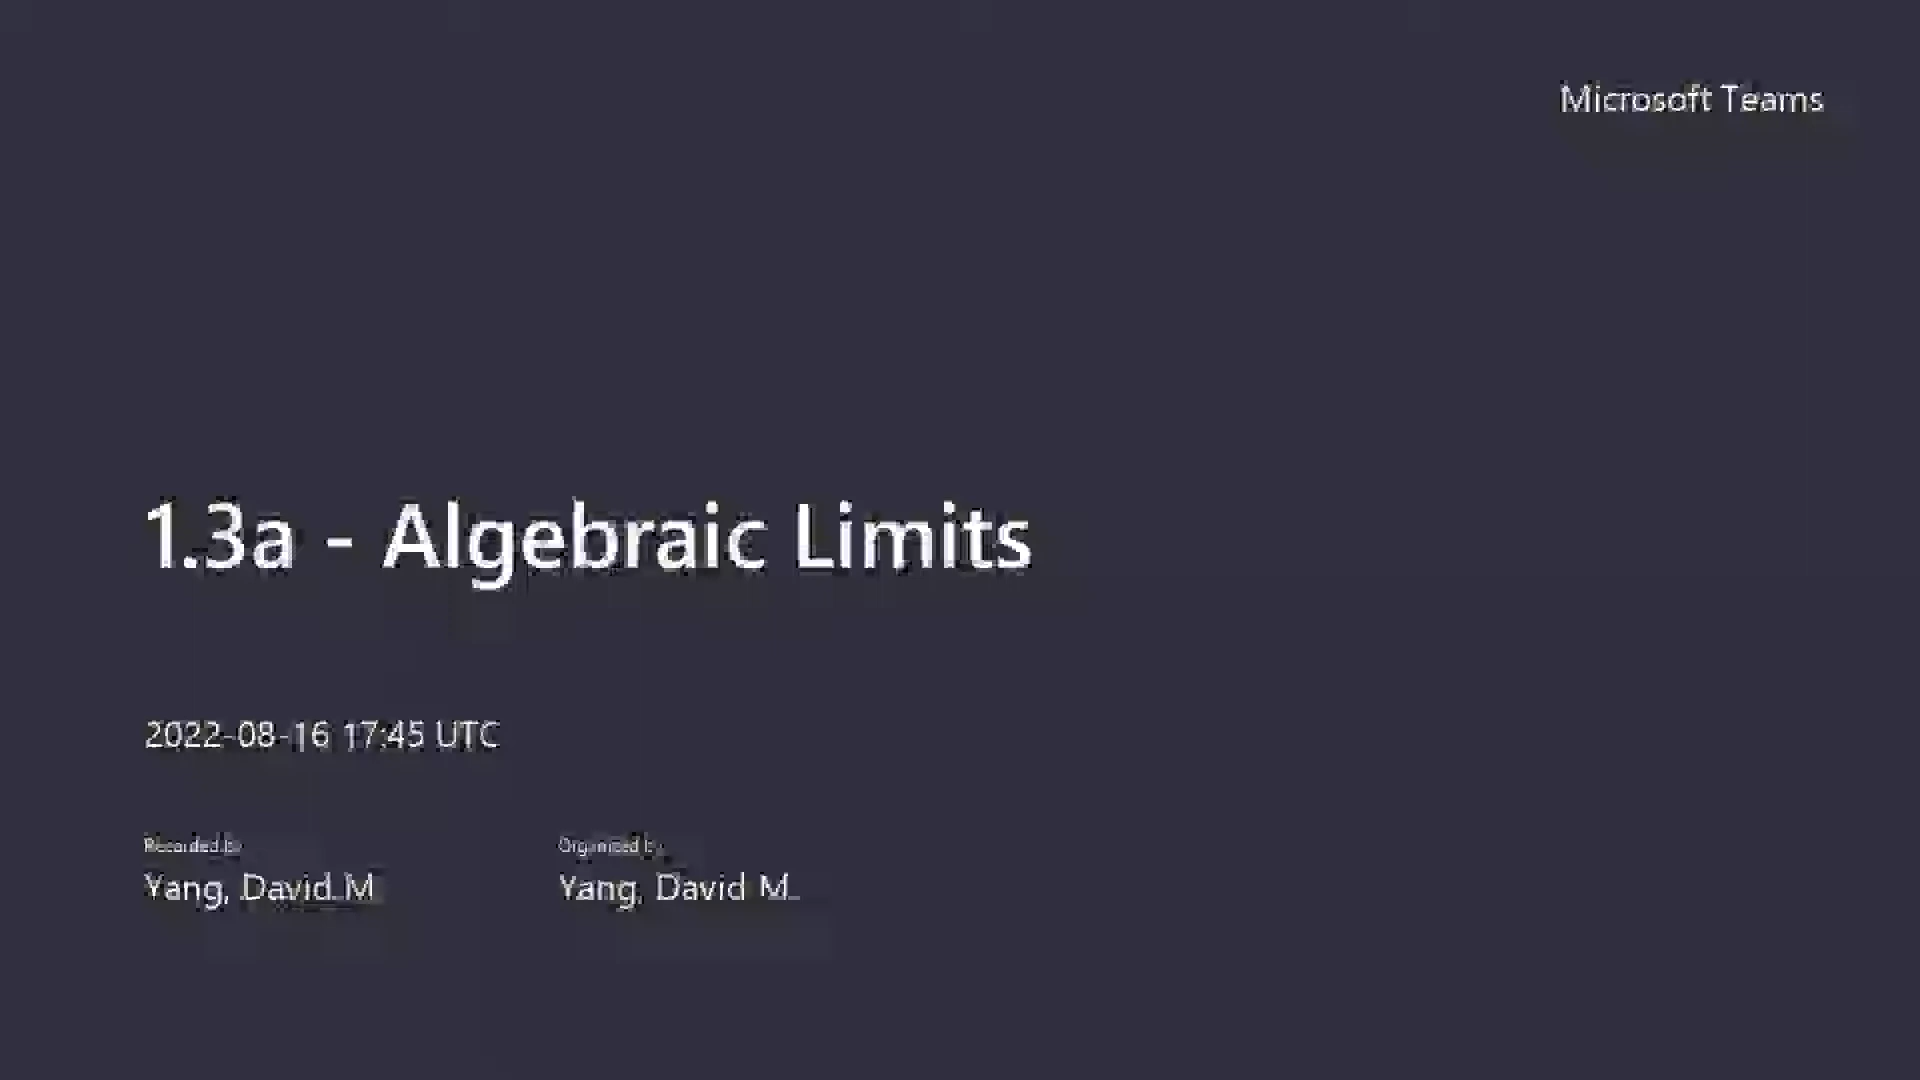 Microsoft Teams
1.3a - Algebraic Limits
2022-08-16 17:45 UTC
Recorded by
Organized by
Yang, David M.
Yang, David M.